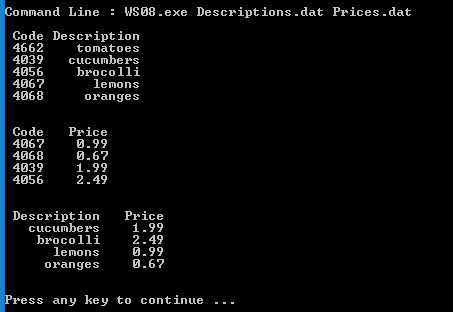 Command Line : WS08.exe Descriptions.dat Prices.dat
Code Description
4662 tomatoes
4039 cucumbers
4056 brocolli
4067 lemons
4068 oranges
Code Price
4067 0.99
4068 0.67
4039 1.99
4056 2.49
Description Price
cucumbers 1.99
brocolli 2.49
lemons 0.99
oranges 0.67
Press any key to continue ...